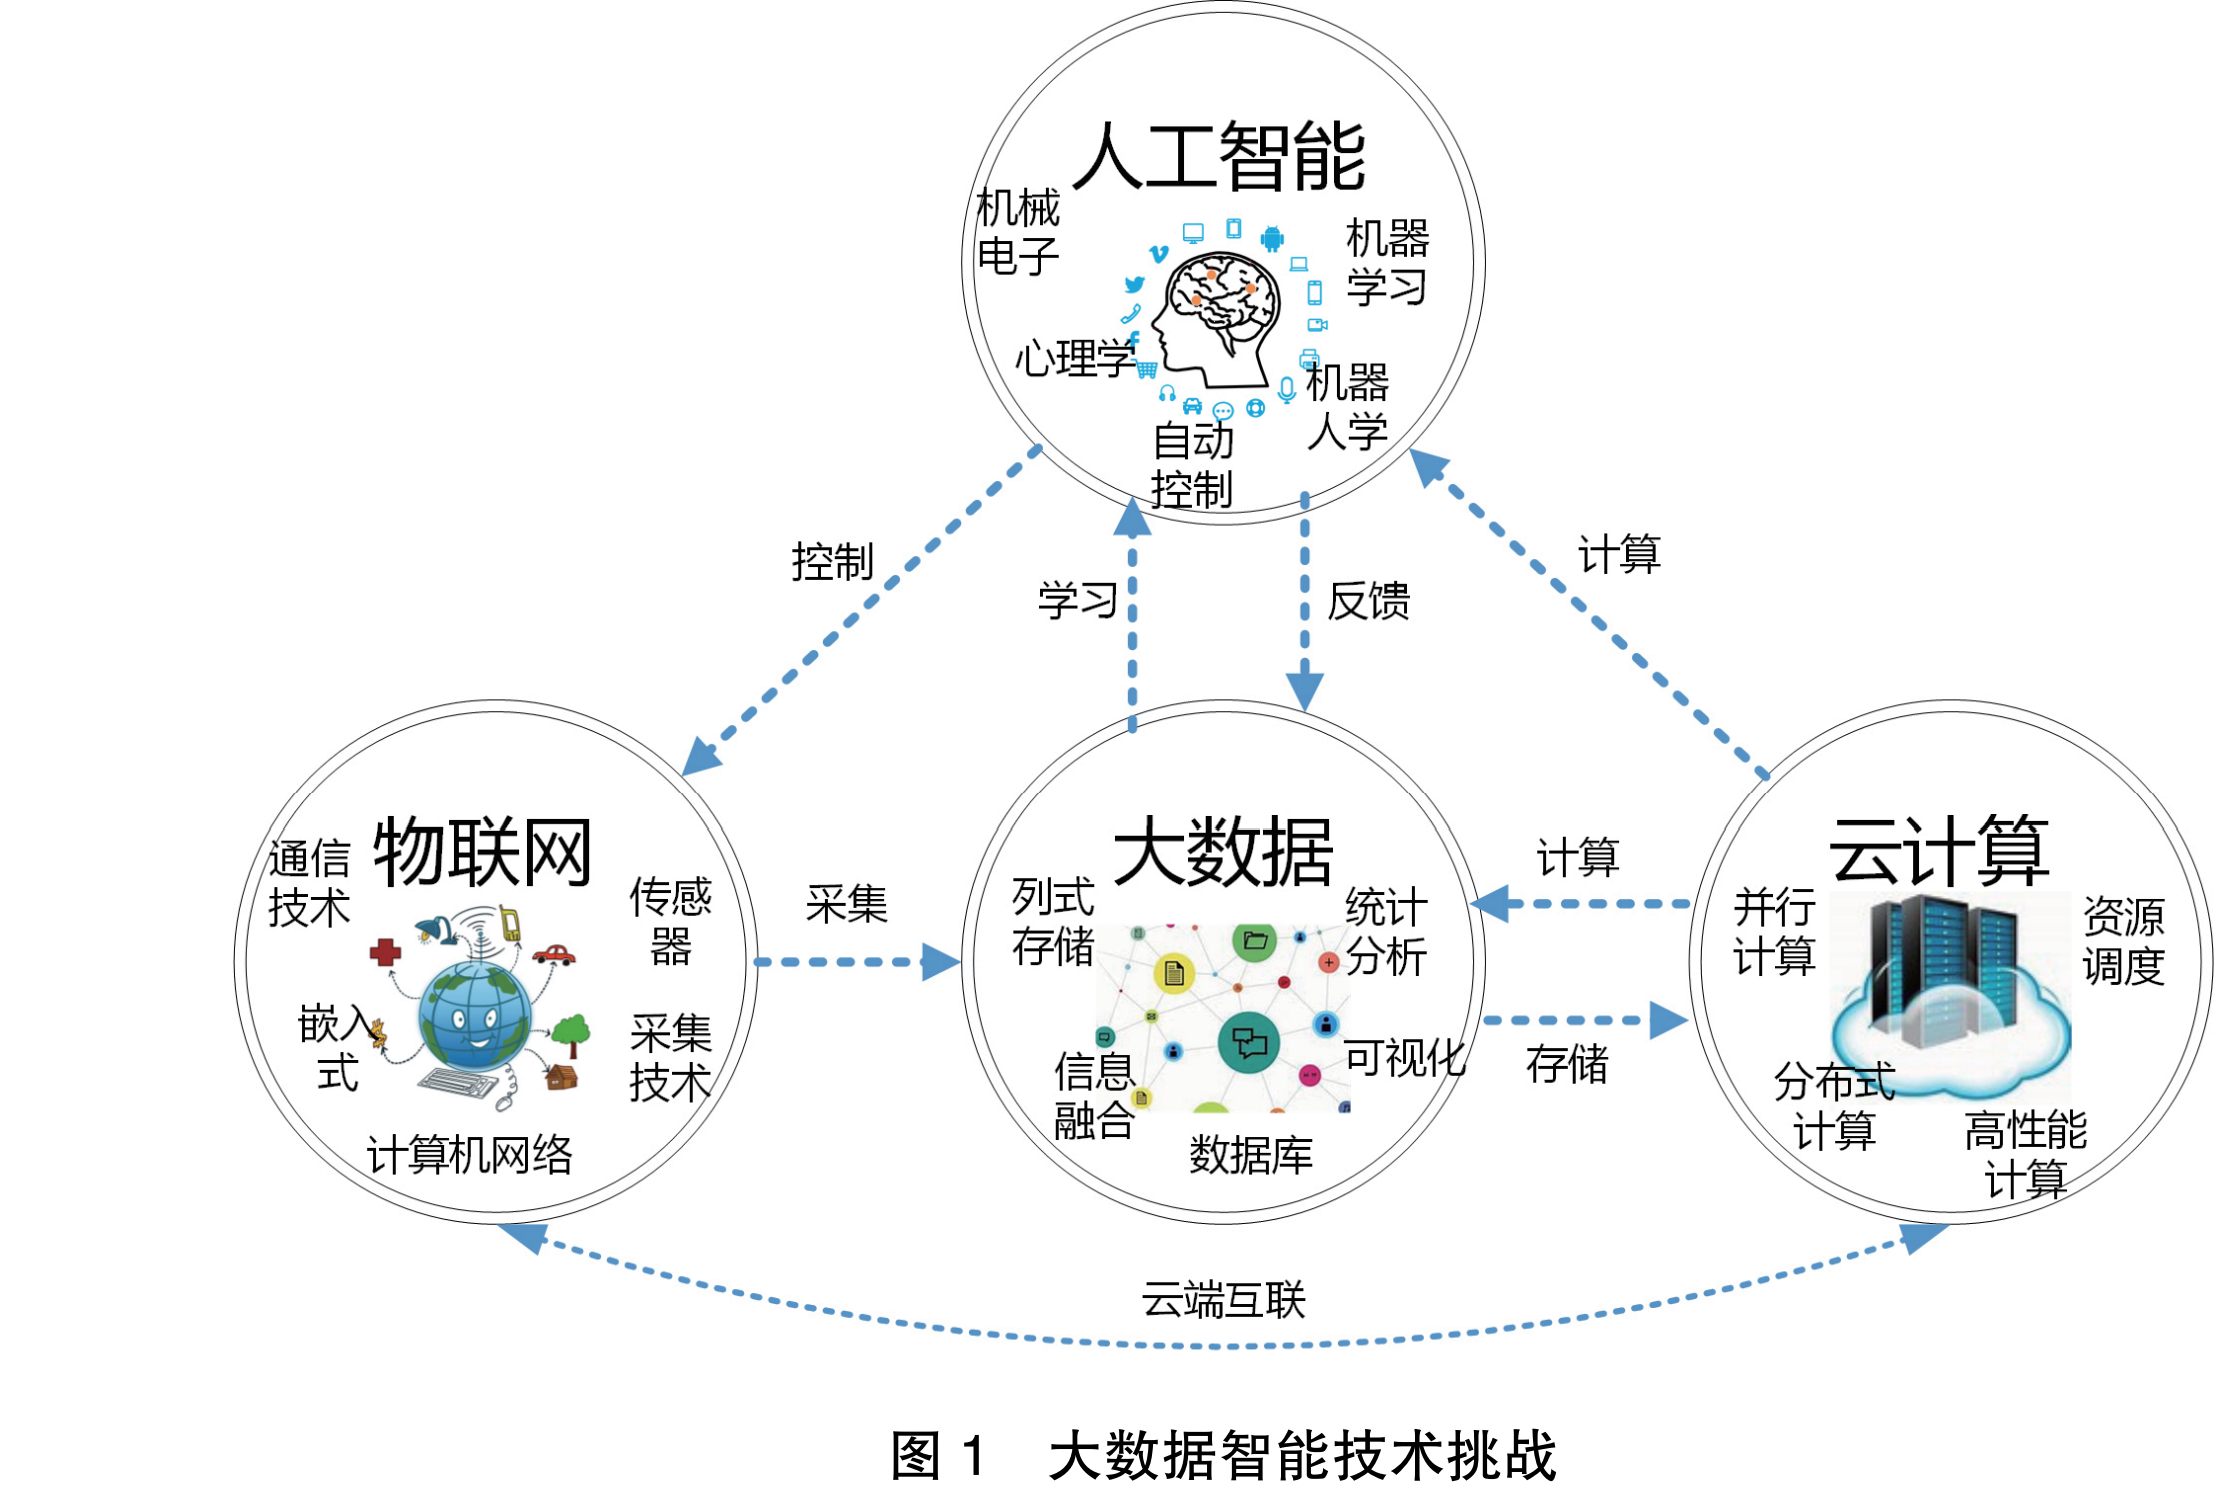 人工智能
机械
电子
机器
学习
心理学
机器
人学
自动
控制
控制
学习
反馈
计算
物联网
通信
技术
传感
器
嵌入
式
采集
技术
计算机网络
采集
大数据
列式
存储
统计
分析
信息
融合
可视化
数据库
计算
存储
云计算
并行
计算
资源
调度
分布式
计算
高性能
计算
云端互联
图 1 大数据智能技术挑战